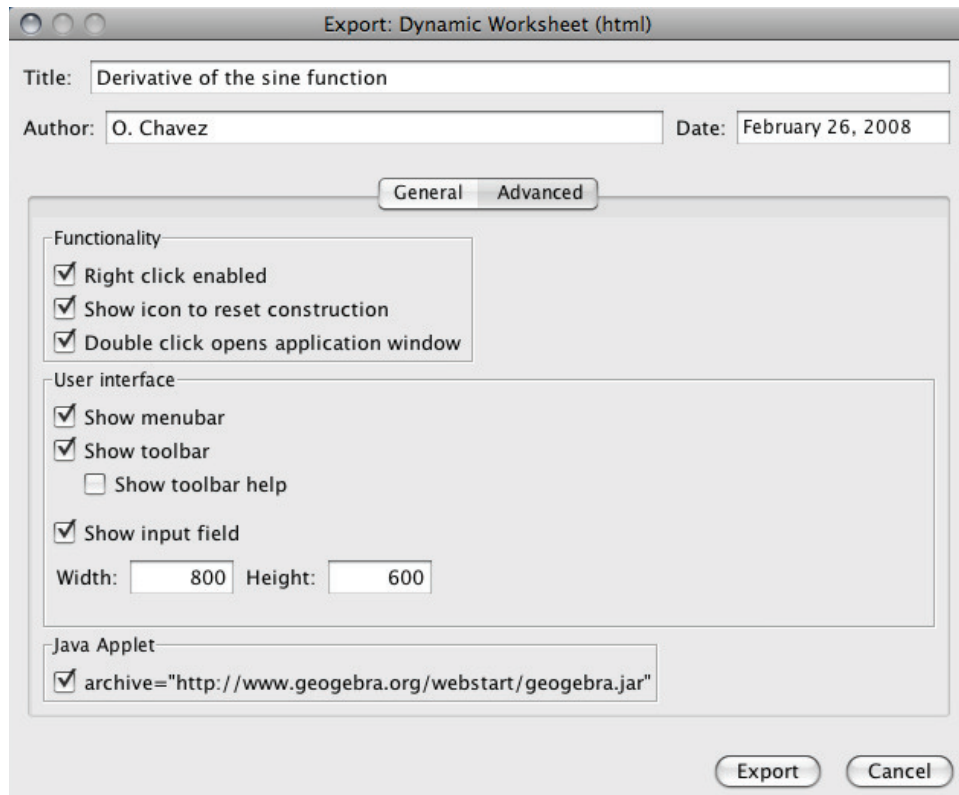 Export: Dynamic Worksheet (html)
Title: Derivative of the sine function
Author: O. Chavez Date: February 26, 2008
General Advanced
Functionality
Right click enabled
Show icon to reset construction
Double click opens application window
User interface
Show menubar
Show toolbar
Show toolbar help
Show input field
Width: 800 Height: 600
Java Applet
archive="http://www.geogebra.org/webstart/geogebra.jar"
Export Cancel